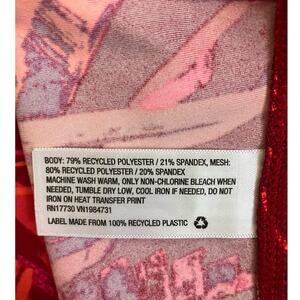 BODY: 79% RECYCLED POLYESTER / 21% SPANDEX, MESH:
80% RECYCLED POLYESTER / 20% SPANDEX
MACHINE WASH WARM, ONLY NON-CHLORINE BLEACH WHEN
NEEDED, TUMBLE DRY LOW, COOL IRON IF NEEDED, DO NOT
IRON ON HEAT TRANSFER PRINT
RN17730 VN1984731
LABEL MADE FROM 100% RECYCLED PLASTIC